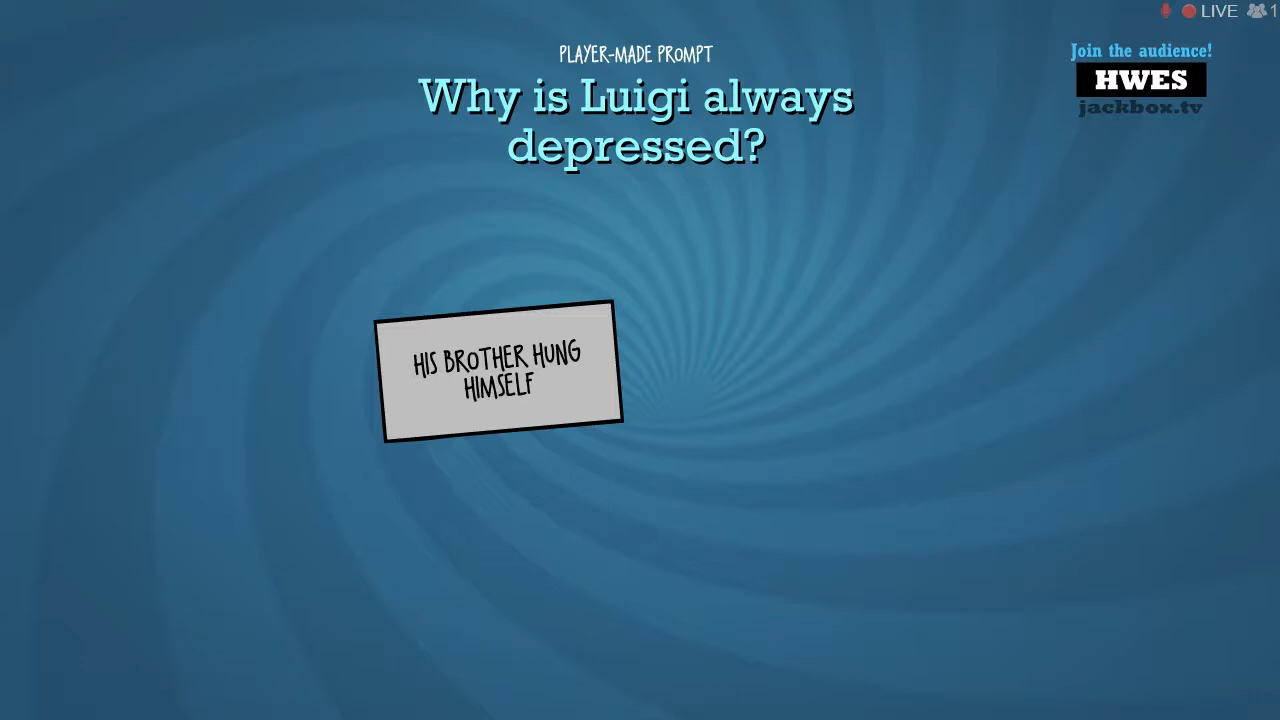 LIVE 1
PLAYER-MADE PROMPT
Join the audience!
Why is Luigi always
HWES
jackbox.tv
depressed?
HIS BROTHER HUNG
HIMSELF